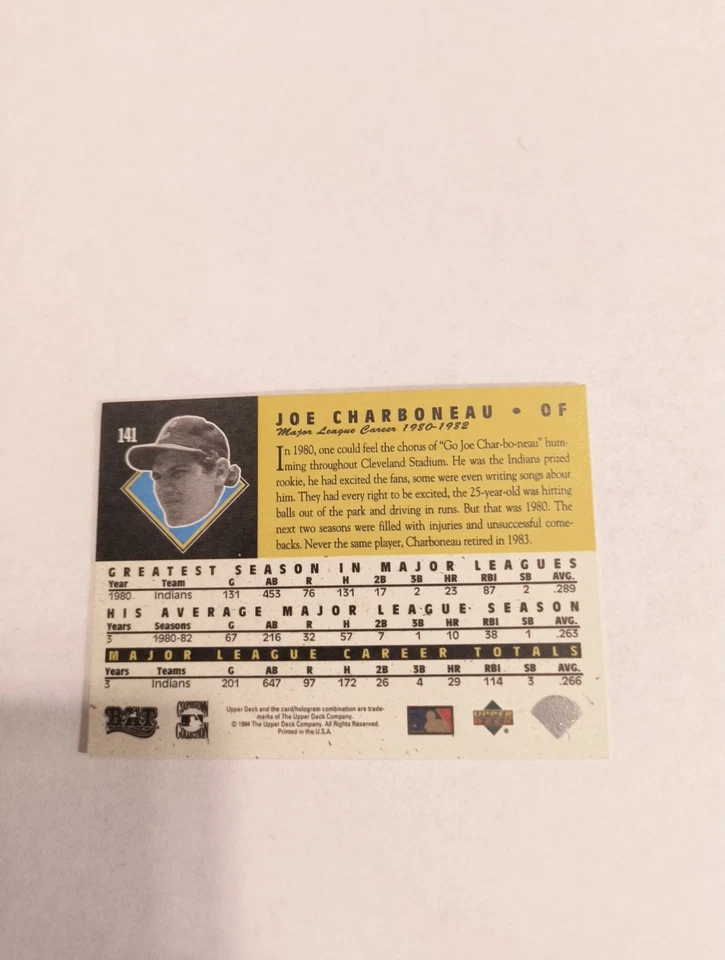 141
JOE CHARBONEAU • OF
Major League Career 1980-1982
In 1980, one could feel the chorus of "Go Joe Char-bo-neau" hum-
ming throughout Cleveland Stadium. He was the Indians prized
rookie, he had excited the fans, some were even writing songs about
him. They had every right to be excited, the 25-year-old was hitting
balls out of the park and driving in runs. But that was 1980. The
next two seasons were filled with injuries and unsuccessful come-
backs. Never the same player, Charboneau retired in 1983.
GREATEST SEASON IN MAJOR LEAGUES
Year Team G AB R H 2B 3B HR RBI SB AVG.
1980 Indians 131 453 76 131 17 2 23 87 2 .289
HIS AVERAGE MAJOR LEAGUE SEASON
Years Seasons G AB R H 2B 3B HR RBI SB AVG.
3 1980-82 67 216 32 57 7 1 10 38 1 .263
MAJOR LEAGUE CAREER TOTALS
Years Teams G AB R H 2B 3B HR RBI SB AVG.
3 Indians 201 647 97 172 26 4 29 114 3 .266
B.A.T
COOPERSTOWN
COLLECTION
Upper Deck and the card/hologram combination are trade-
marks of The Upper Deck Company.
© 1994 The Upper Deck Company. All Rights Reserved.
Printed in the U.S.A.
UPPER DECK